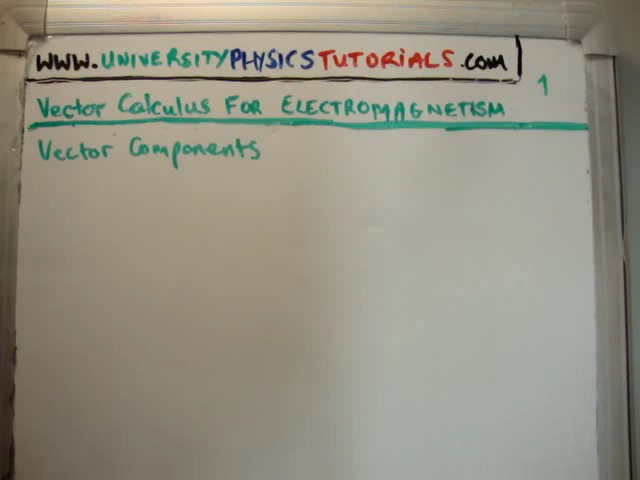 WWW.UNIVERSITYPHYSICSTUTORIALS.COM
1
Vector Calculus FOR ELECTROMAGNETISM
Vector Components